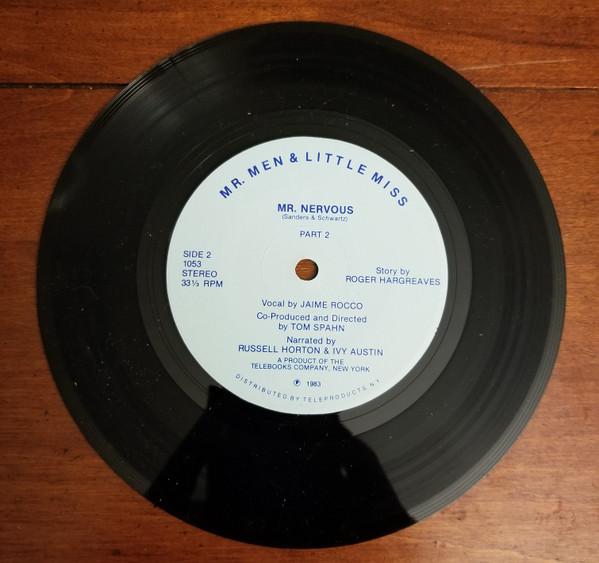 MR. MEN & LITTLE MISS
MR. NERVOUS
(Sanders & Schwartz)
PART 2
SIDE 2
1053
STEREO
33⅓ RPM
Story by
ROGER HARGREAVES
Vocal by JAIME ROCCO
Co-Produced and Directed
by TOM SPAHN
Narrated by
RUSSELL HORTON & IVY AUSTIN
A PRODUCT OF THE
TELEBOOKS COMPANY, NEW YORK
℗ 1983
DISTRIBUTED BY TELEPRODUCTS N.Y.